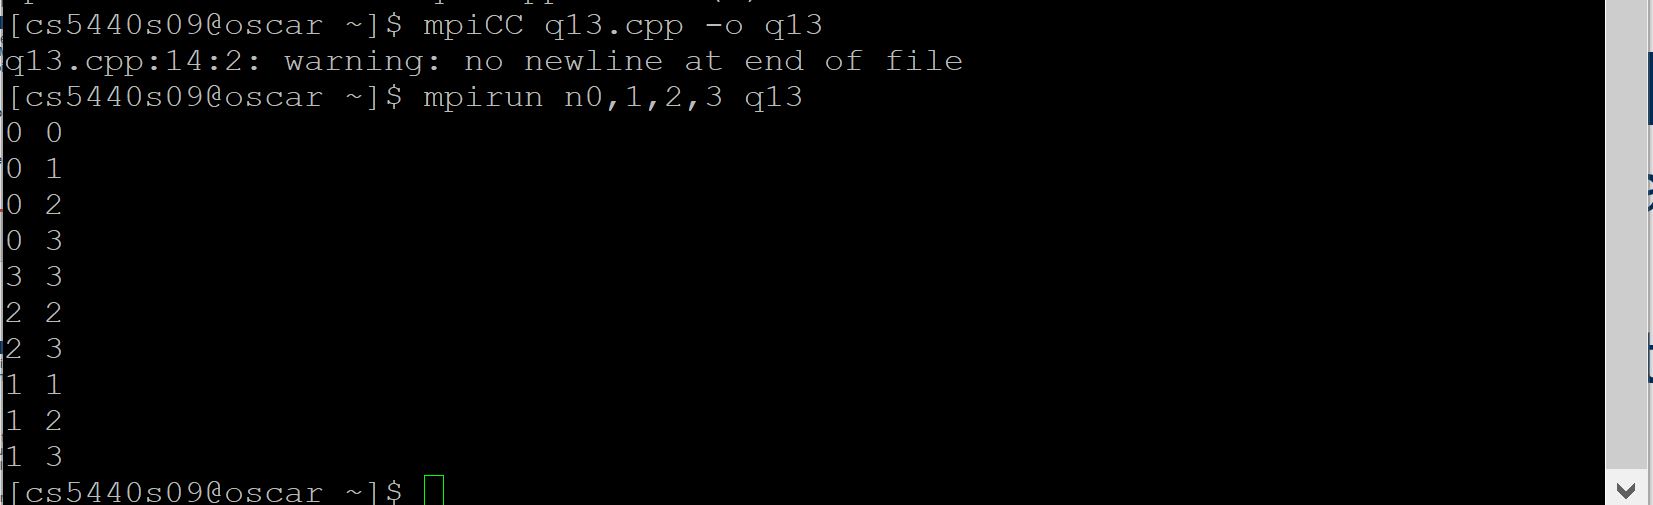 [cs5440s09@oscar ~]$ mpiCC q13.cpp -o q13
q13.cpp:14:2: warning: no newline at end of file
[cs5440s09@oscar ~]$ mpirun n0,1,2,3 q13
0 0
0 1
0 2
0 3
3 3
2 2
2 3
1 1
1 2
1 3
[cs5440s09@oscar ~]$